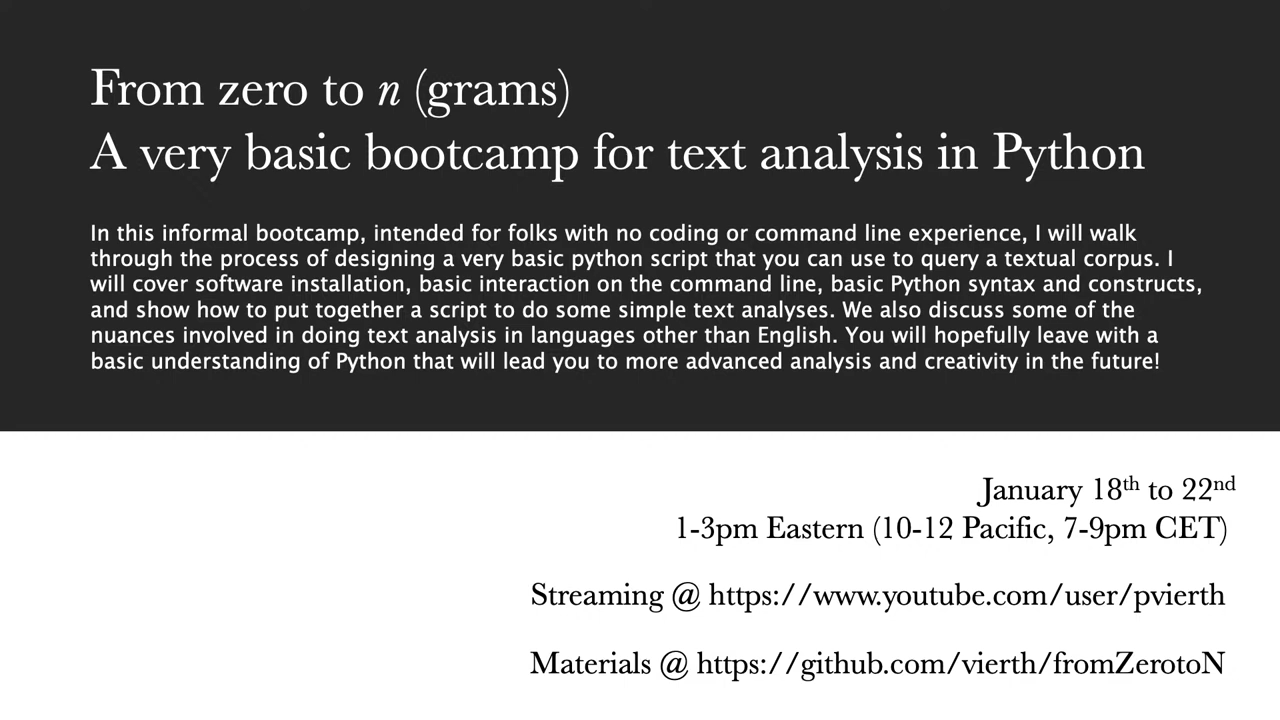 From zero to n (grams)
A very basic bootcamp for text analysis in Python
In this informal bootcamp, intended for folks with no coding or command line experience, I will walk
through the process of designing a very basic python script that you can use to query a textual corpus. I
will cover software installation, basic interaction on the command line, basic Python syntax and constructs,
and show how to put together a script to do some simple text analyses. We also discuss some of the
nuances involved in doing text analysis in languages other than English. You will hopefully leave with a
basic understanding of Python that will lead you to more advanced analysis and creativity in the future!
January 18th to 22nd
1-3pm Eastern (10-12 Pacific, 7-9pm CET)
Streaming @ https://www.youtube.com/user/pvierth
Materials @ https://github.com/vierth/fromZerotoN